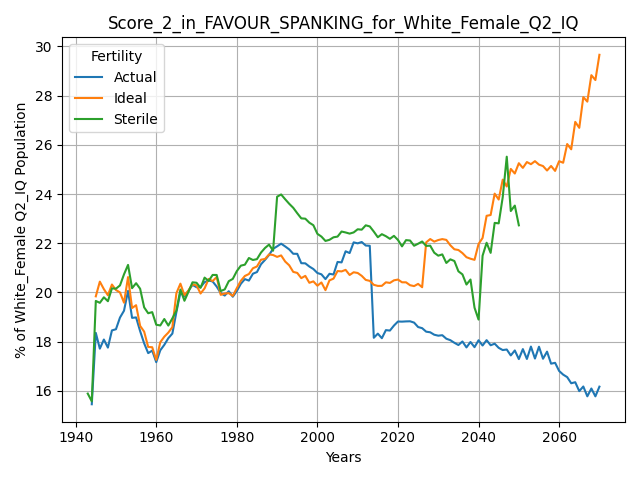 Score_2_in_FAVOUR_SPANKING_for_White_Female_Q2_IQ
% of White_Female Q2_IQ Population
30
28
26
24
22
20
18
16
Fertility
Actual
Ideal
Sterile
1940 1960 1980 2000 2020 2040 2060
Years